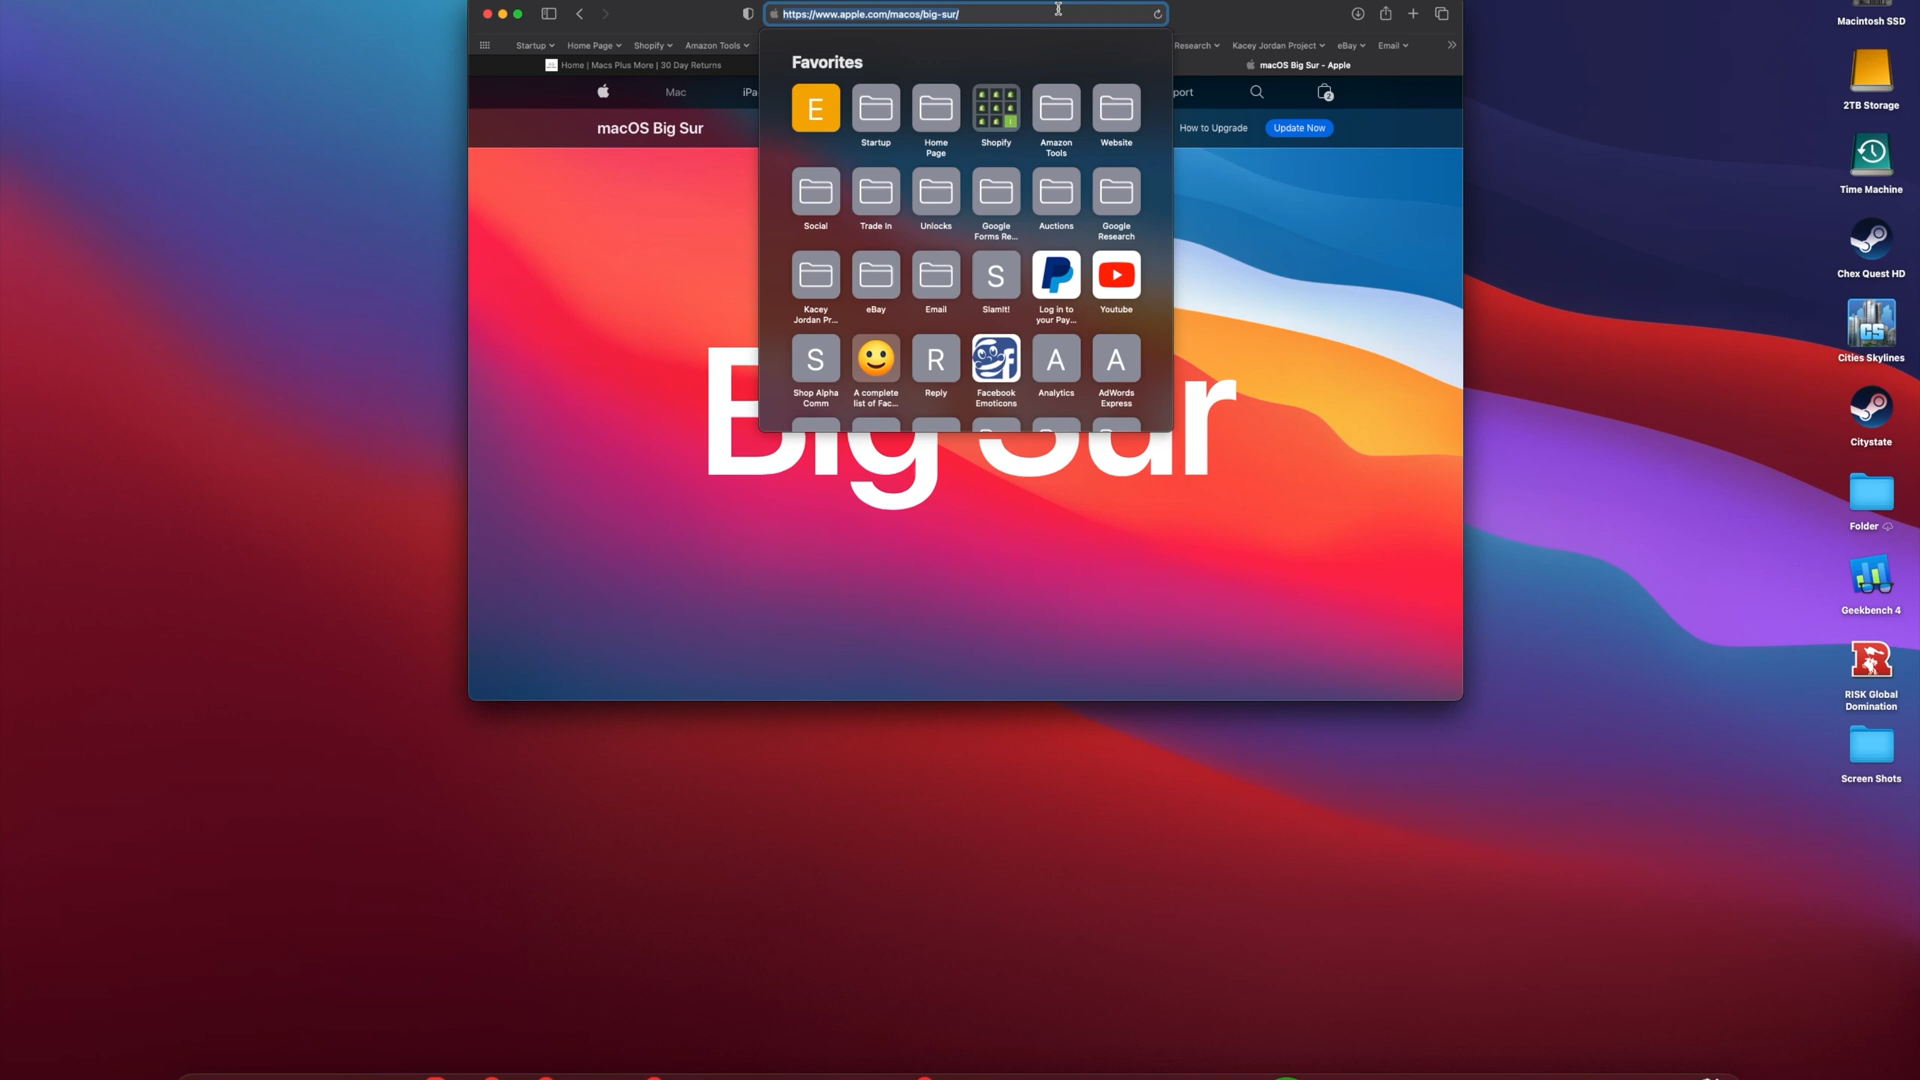 https://www.apple.com/macos/big-sur/
Startup
Home Page
Shopify
Amazon Tools
Research
Kacey Jordan Project
eBay
Email
Home | Macs Plus More | 30 Day Returns
macOS Big Sur - Apple
Mac
2
macOS Big Sur
How to Upgrade
Update Now
Favorites
E
Startup
Home
Page
Shopify
Amazon
Tools
Website
Social
Trade In
Unlocks
Google
Forms Re...
Auctions
Google
Research
Kacey
Jordan Pr...
eBay
Email
S
SlamIt!
Log in to
your Pay...
Youtube
S
Shop Alpha
Comm
A complete
list of Fac...
R
Reply
Facebook
Emoticons
A
Analytics
A
AdWords
Express
Big Sur
Macintosh SSD
2TB Storage
Time Machine
Chex Quest HD
CS
Cities Skylines
Citystate
Folder
Geekbench 4
R
RISK Global
Domination
Screen Shots